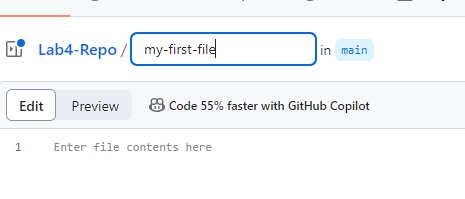 Lab4-Repo / my-first-file in main
Edit Preview Code 55% faster with GitHub Copilot
1 Enter file contents here